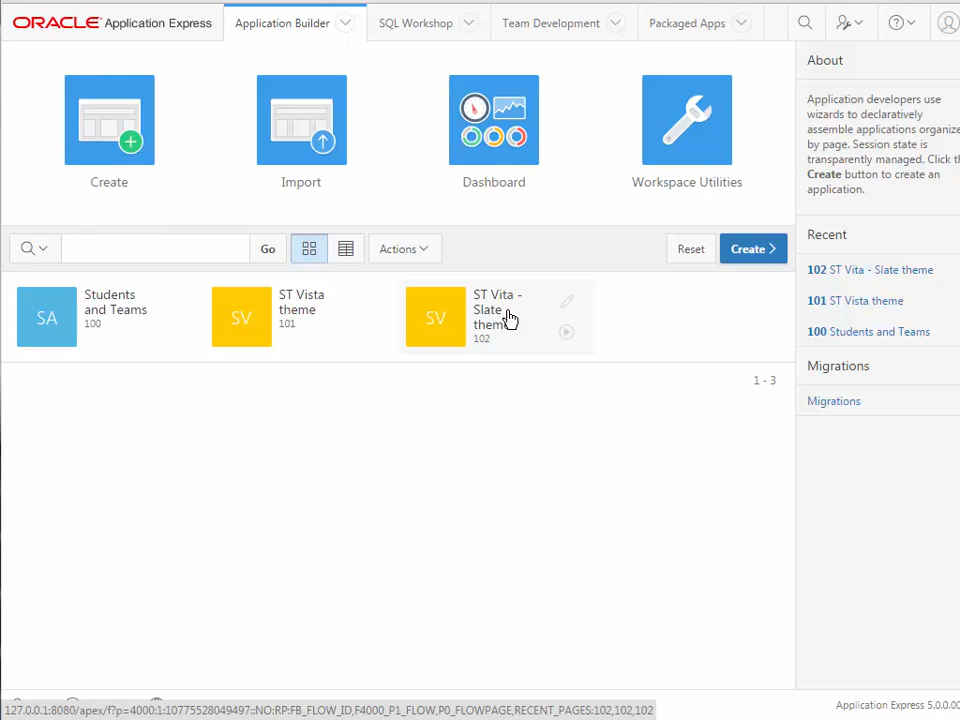 ORACLE Application Express
Application Builder
SQL Workshop
Team Development
Packaged Apps
Create
Import
Dashboard
Workspace Utilities
Go
Actions
Reset
Create
SA
Students
and Teams
100
SV
ST Vista
theme
101
SV
ST Vita -
Slate
theme
102
1 - 3
About
Application developers use
wizards to declaratively
assemble applications organize
by page. Session state is
transparently managed. Click th
Create button to create an
application.
Recent
102 ST Vita - Slate theme
101 ST Vista theme
100 Students and Teams
Migrations
Migrations
127.0.0.1:8080/apex/f?p=4000:1:10775528049497::NO:RP:FB_FLOW_ID,F4000_P1_FLOW,P0_FLOWPAGE,RECENT_PAGES:102,102,102
Application Express 5.0.0.00